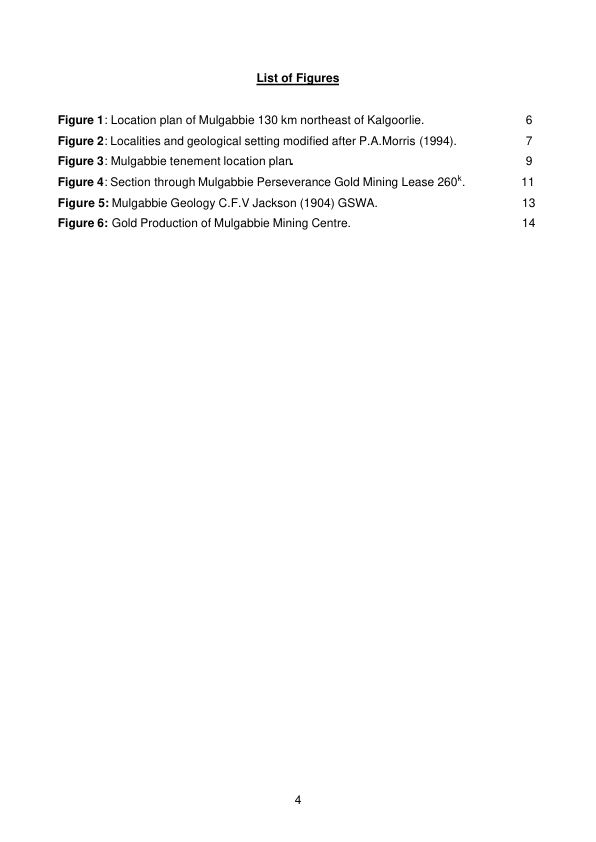 List of Figures
Figure 1: Location plan of Mulgabbie 130 km northeast of Kalgoorlie. 6
Figure 2: Localities and geological setting modified after P.A.Morris (1994). 7
Figure 3: Mulgabbie tenement location plan. 9
Figure 4: Section through Mulgabbie Perseverance Gold Mining Lease 260ᵏ. 11
Figure 5: Mulgabbie Geology C.F.V Jackson (1904) GSWA. 13
Figure 6: Gold Production of Mulgabbie Mining Centre. 14
4